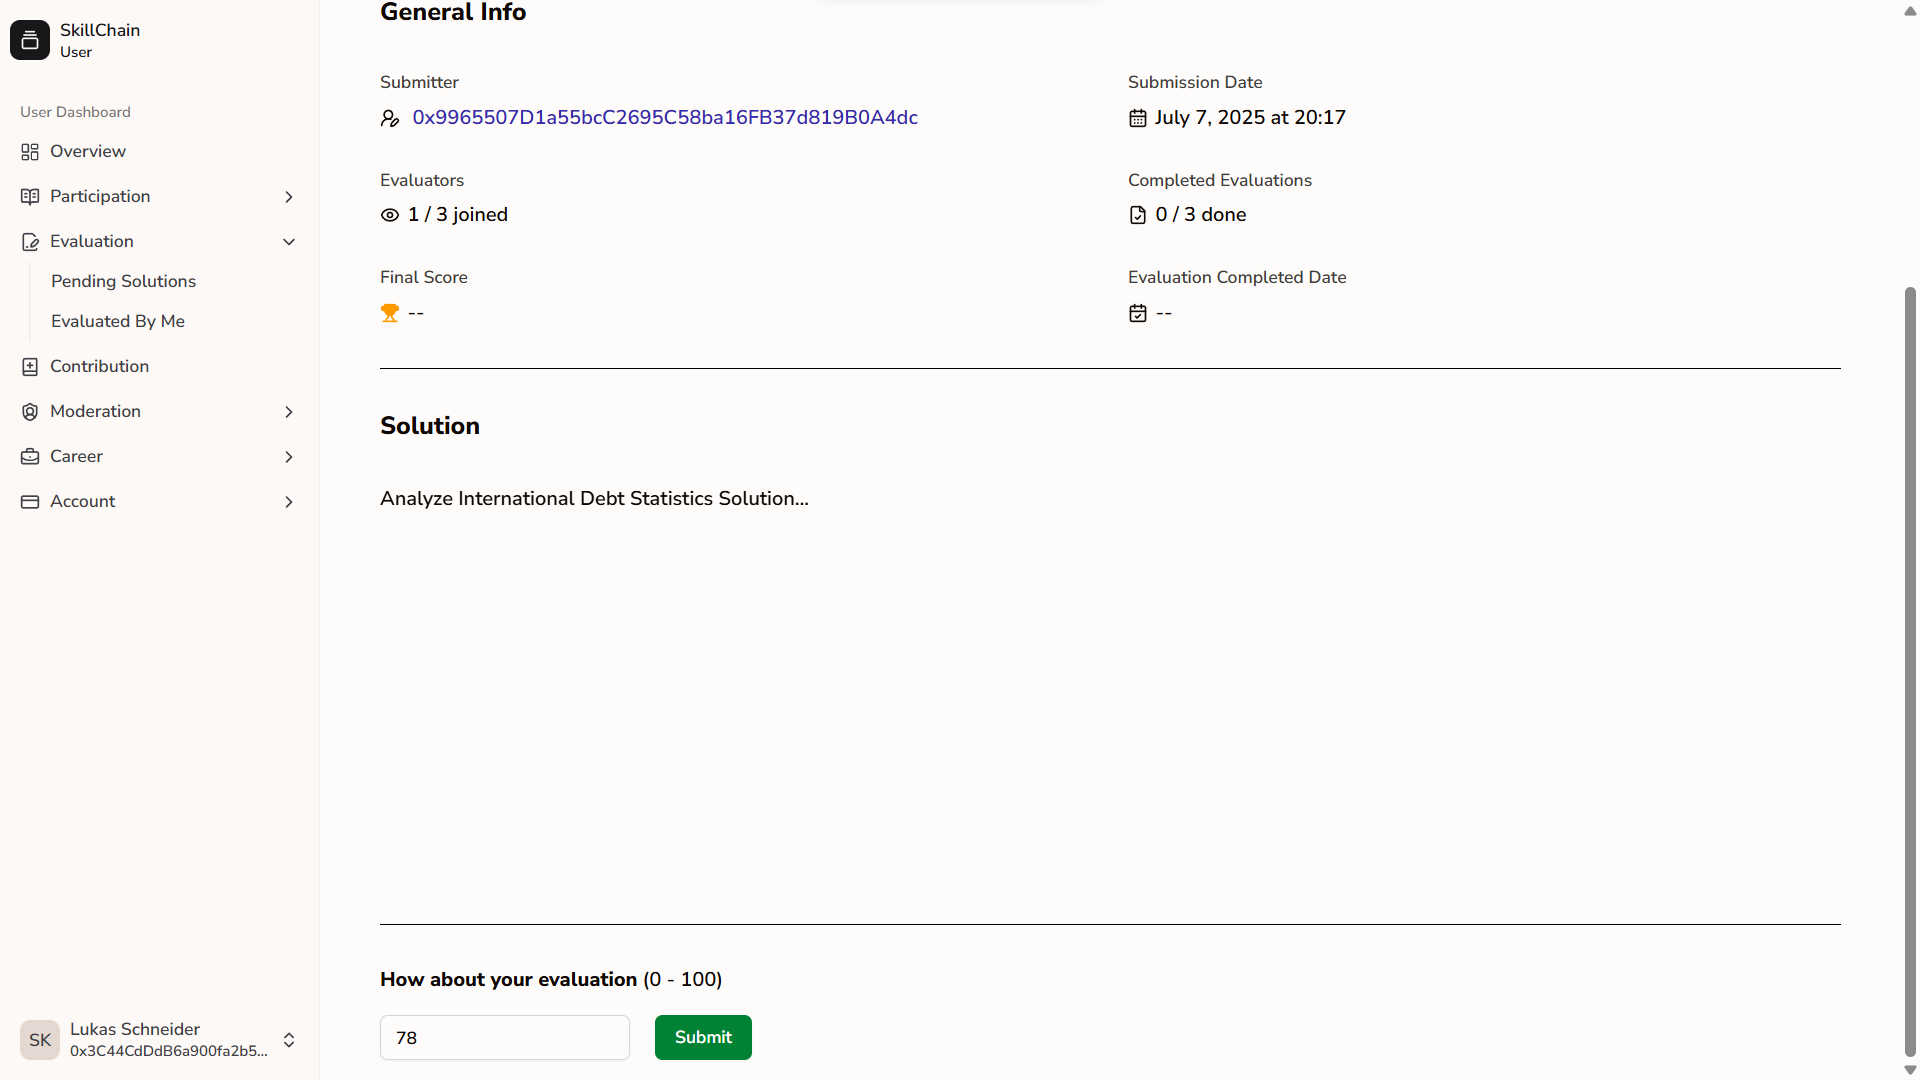 SkillChain
User
User Dashboard
Overview
Participation
Evaluation
Pending Solutions
Evaluated By Me
Contribution
Moderation
Career
Account
SK
Lukas Schneider
0x3C44CdDdB6a900fa2b5...
General Info
Submitter
0x9965507D1a55bcC2695C58ba16FB37d819B0A4dc
Submission Date
July 7, 2025 at 20:17
Evaluators
1 / 3 joined
Completed Evaluations
0 / 3 done
Final Score
--
Evaluation Completed Date
--
Solution
Analyze International Debt Statistics Solution...
How about your evaluation (0 - 100)
78
Submit